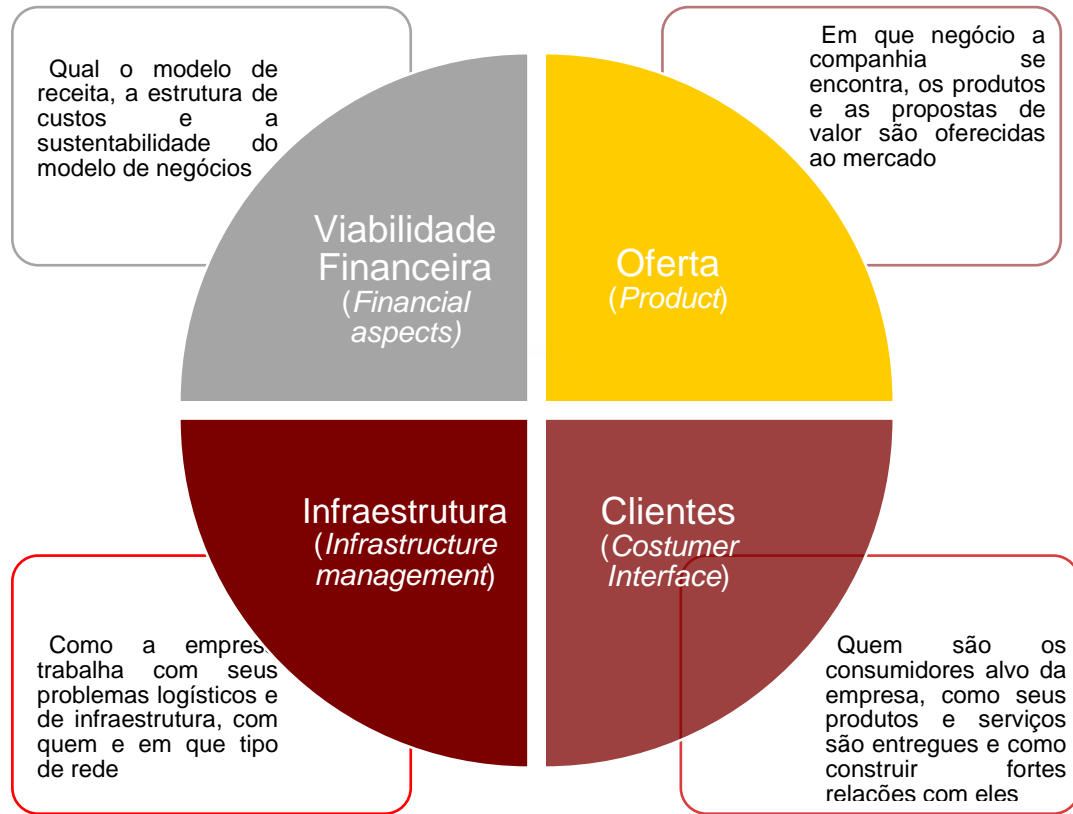 Qual o modelo de
receita, a estrutura de
custos e a
sustentabilidade do
modelo de negócios
Em que negócio a
companhia se
encontra, os produtos
e as propostas de
valor são oferecidas
ao mercado
Viabilidade
Financeira
(Financial
aspects)
Oferta
(Product)
Infraestrutura
(Infrastructure
management)
Clientes
(Costumer
Interface)
Como a empres
trabalha com seus
problemas logísticos e
de infraestrutura, com
quem e em que tipo
de rede
Quem são os
consumidores alvo da
empresa, como seus
produtos e serviços
são entregues e como
construir fortes
relações com eles